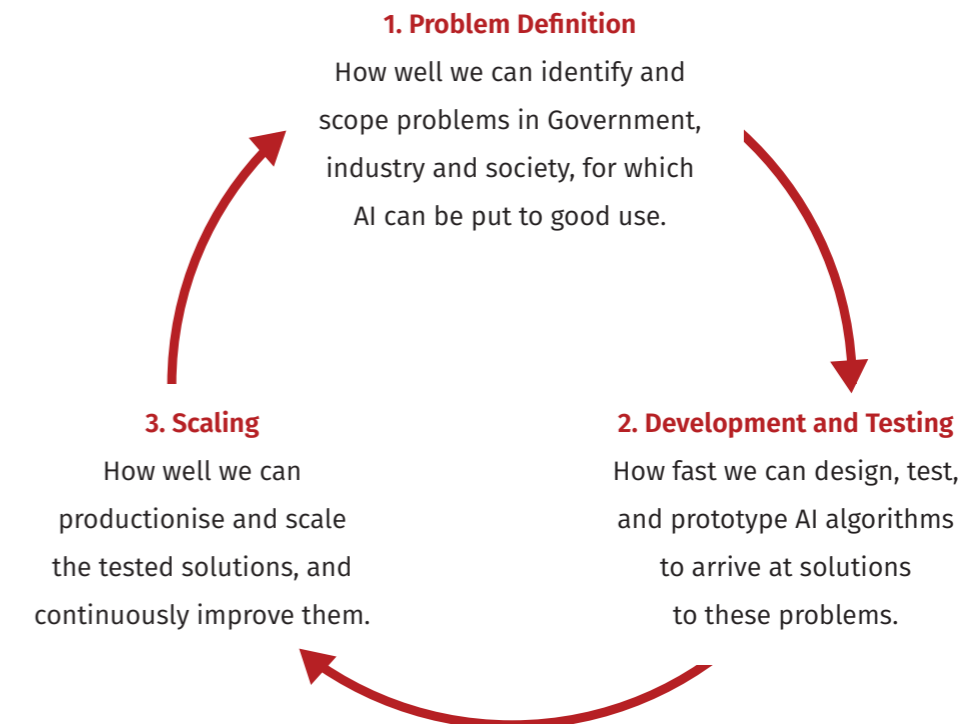 1. Problem Definition
How well we can identify and
scope problems in Government,
industry and society, for which
AI can be put to good use.
2. Development and Testing
How fast we can design, test,
and prototype AI algorithms
to arrive at solutions
to these problems.
3. Scaling
How well we can
productionise and scale
the tested solutions, and
continuously improve them.